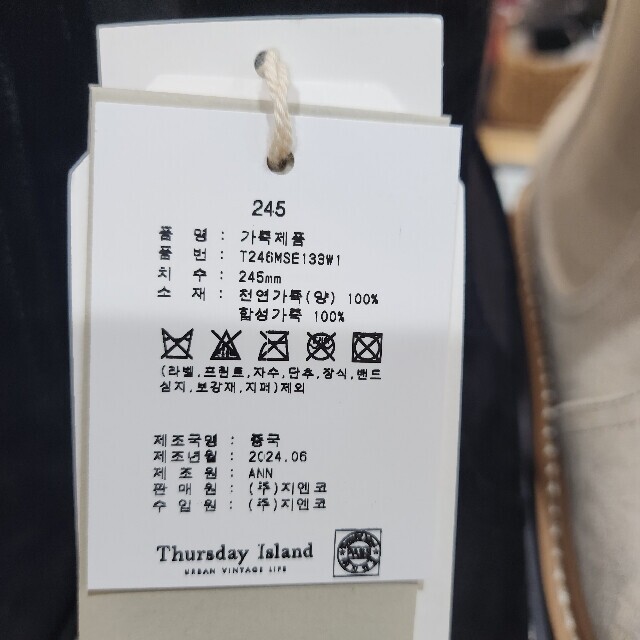 245
품 명 : 가죽제품
품 번 : T246MSE133W1
치 수 : 245mm
소 재 : 천연가죽(양) 100%
합성가죽 100%
(라벨,프린트,자수,단추,장식,밴드
심지,보강재,지퍼)제외
제조국명 : 중국
제조년월 : 2024.06
제 조 원 : ANN
판 매 원 : (주)지엔코
수 입 원 : (주)지엔코
Thursday Island
URBAN VINTAGE LIFE